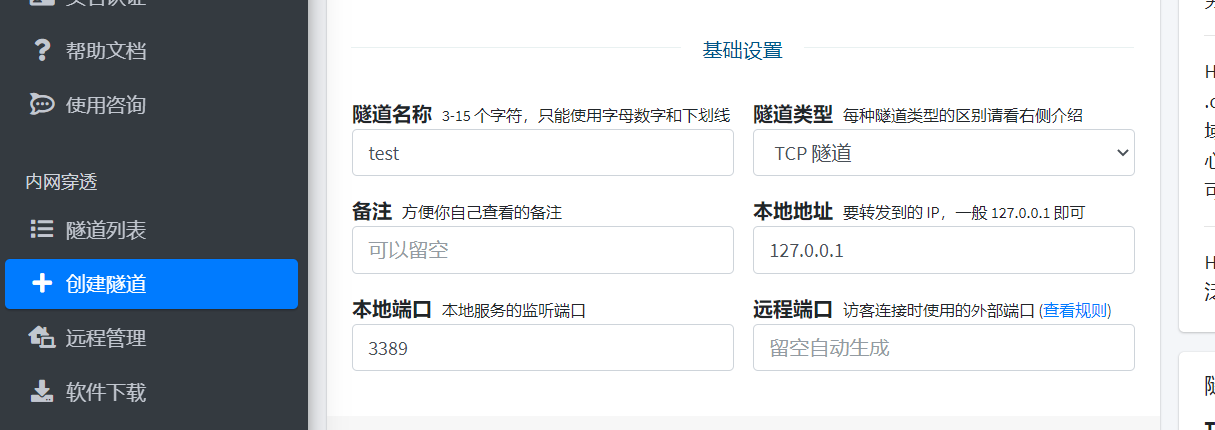 帮助文档
使用咨询
内网穿透
隧道列表
创建隧道
远程管理
软件下载
基础设置
隧道名称 3-15 个字符，只能使用字母数字和下划线
test
隧道类型 每种隧道类型的区别请看右侧介绍
TCP 隧道
备注 方便你自己查看的备注
可以留空
本地地址 要转发到的 IP，一般 127.0.0.1 即可
127.0.0.1
本地端口 本地服务的监听端口
3389
远程端口 访客连接时使用的外部端口 (查看规则)
留空自动生成